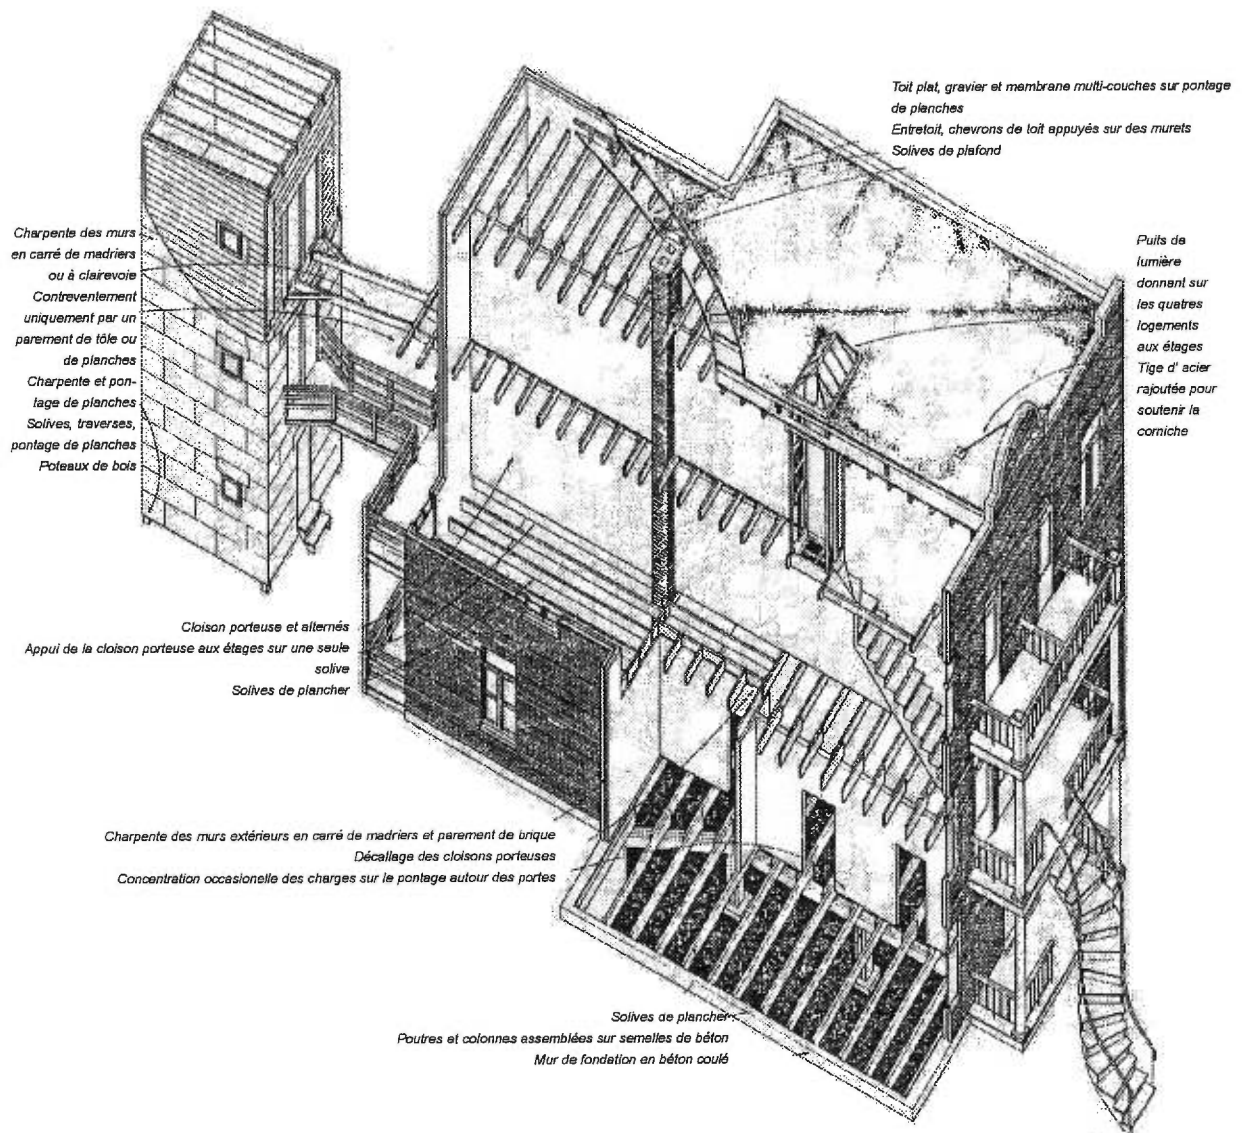 Toit plat, gravier et membrane multi-couches sur pontage
de planches
Entretoit, chevrons de toit appuyés sur des murets
Solives de plafond
Charpente des murs
en carré de madriers
ou à clairevoie
Contreventement
uniquement par un
parement de tôle ou
de planches
Charpente et pon-
tage de planches
Solives, traverses,
pontage de planches
Poteaux de bois
Puits de
lumière
donnant sur
les quatres
logements
aux étages
Tige d' acier
rajoutée pour
soutenir la
corniche
Cloison porteuse et alternés
Appui de la cloison porteuse aux étages sur une seule
solive
Solives de plancher
Charpente des murs extérieurs en carré de madriers et parement de brique
Décallage des cloisons porteuses
Concentration occasionelle des charges sur le pontage autour des portes
Solives de plancher
Poutres et colonnes assemblées sur semelles de béton
Mur de fondation en béton coulé